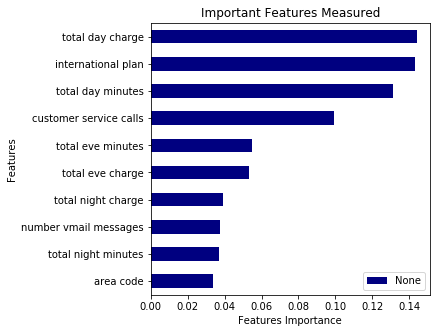 Important Features Measured
total day charge
international plan
total day minutes
customer service calls
total eve minutes
total eve charge
total night charge
number vmail messages
total night minutes
area code
Features
None
0.00 0.02 0.04 0.06 0.08 0.10 0.12 0.14
Features Importance